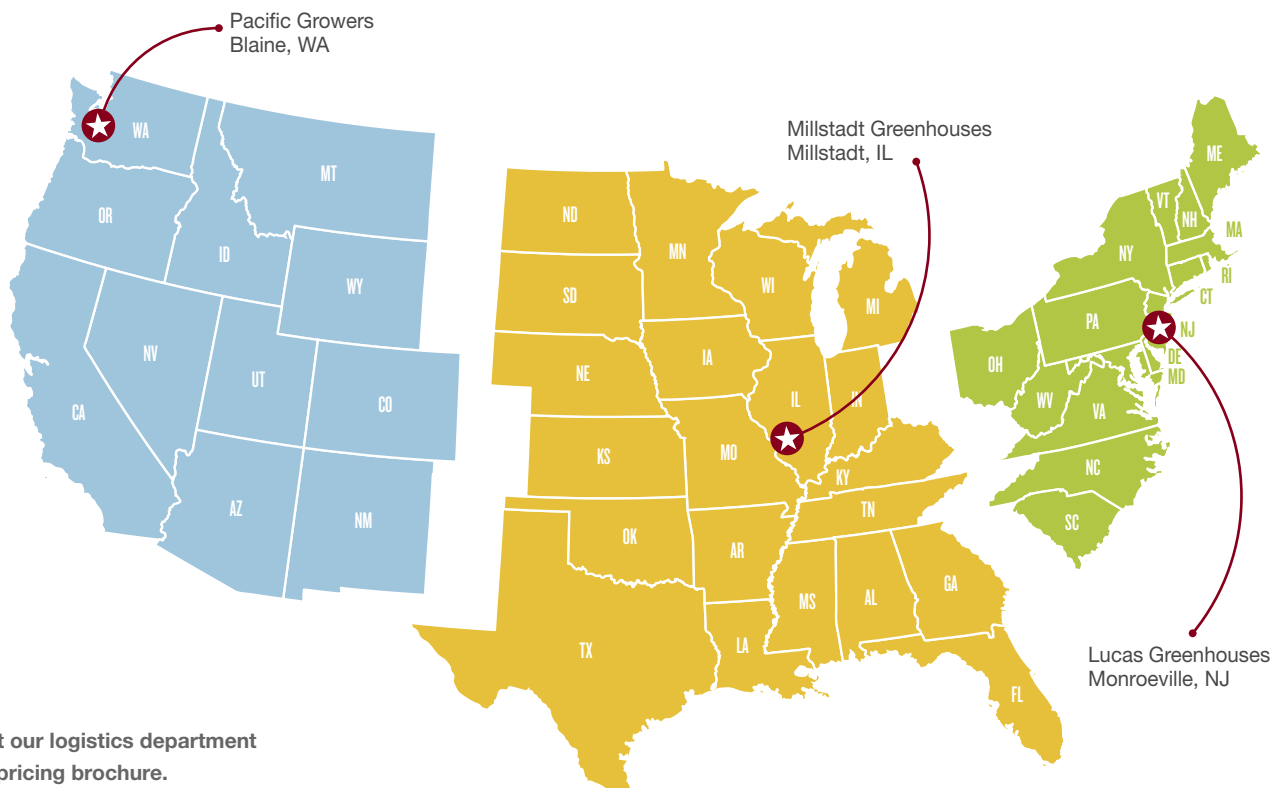 Pacific Growers
Blaine, WA
Millstadt Greenhouses
Millstadt, IL
WA
MT
OR
ID
WY
NV
UT
CA
CO
AZ
NM
ND
MN
SD
WI
MI
IA
NE
IL
IN
KS
MO
KY
TN
OK
AR
MS
AL
GA
TX
LA
FL
ME
VT
NH
MA
NY
RI
CT
PA
NJ
OH
DE
MD
WV
VA
NC
SC
Lucas Greenhouses
Monroeville, NJ
t our logistics department
pricing brochure.